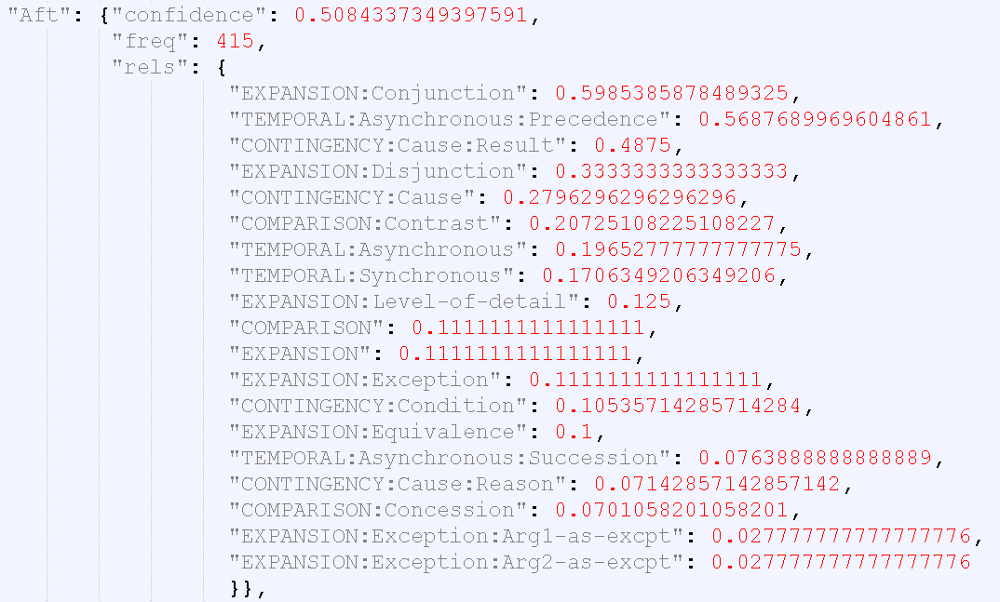 "Aft": {"confidence": 0.5084337349397591,
"freq": 415,
"rels": {
"EXPANSION:Conjunction": 0.5985385878489325,
"TEMPORAL:Asynchronous:Precedence": 0.5687689969604861,
"CONTINGENCY:Cause:Result": 0.4875,
"EXPANSION:Disjunction": 0.3333333333333333,
"CONTINGENCY:Cause": 0.2796296296296296,
"COMPARISON:Contrast": 0.20725108225108227,
"TEMPORAL:Asynchronous": 0.19652777777777775,
"TEMPORAL:Synchronous": 0.1706349206349206,
"EXPANSION:Level-of-detail": 0.125,
"COMPARISON": 0.1111111111111111,
"EXPANSION": 0.1111111111111111,
"EXPANSION:Exception": 0.1111111111111111,
"CONTINGENCY:Condition": 0.10535714285714284,
"EXPANSION:Equivalence": 0.1,
"TEMPORAL:Asynchronous:Succession": 0.0763888888888889,
"CONTINGENCY:Cause:Reason": 0.07142857142857142,
"COMPARISON:Concession": 0.0701058201058201,
"EXPANSION:Exception:Arg1-as-excpt": 0.027777777777777776,
"EXPANSION:Exception:Arg2-as-excpt": 0.027777777777777776
}},